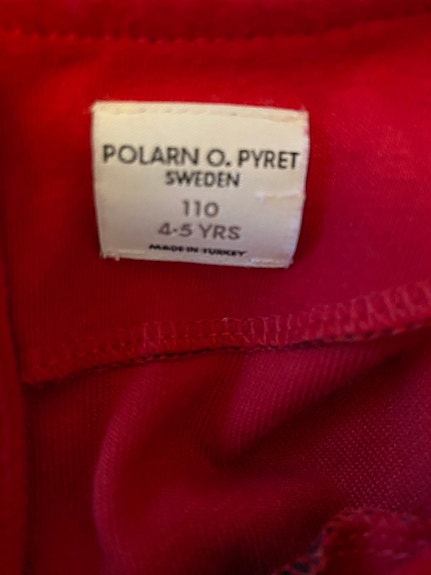 POLARN O. PYRET
SWEDEN
110
4-5 YRS
MADE IN TURKEY